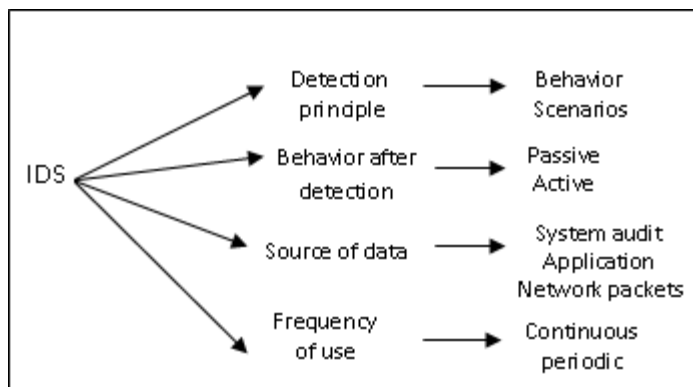 IDS
Detection
principle
Behavior
Scenarios
Behavior after
detection
Passive
Active
Source of data
System audit
Application
Network packets
Frequency
of use
Continuous
periodic